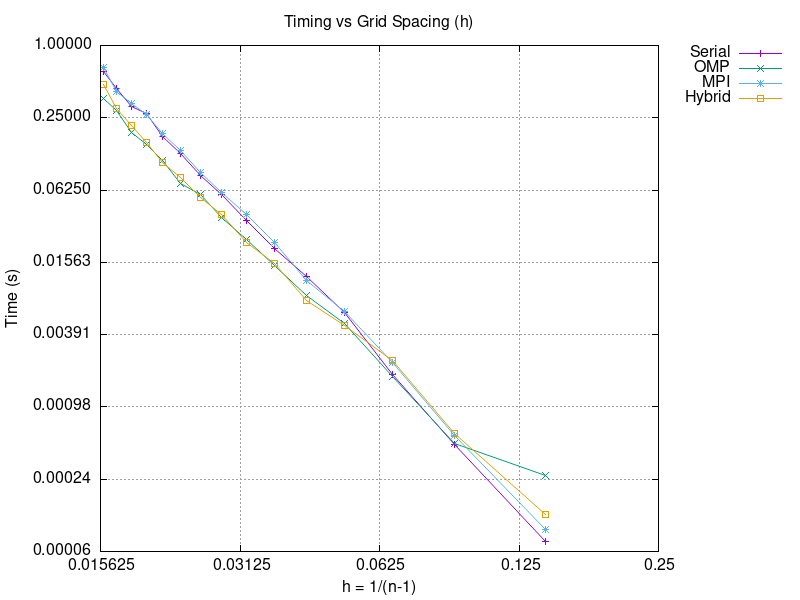 Timing vs Grid Spacing (h)
Serial
OMP
MPI
Hybrid
1.00000
0.25000
0.06250
0.01563
0.00391
0.00098
0.00024
0.00006
Time (s)
0.015625 0.03125 0.0625 0.125 0.25
h = 1/(n-1)